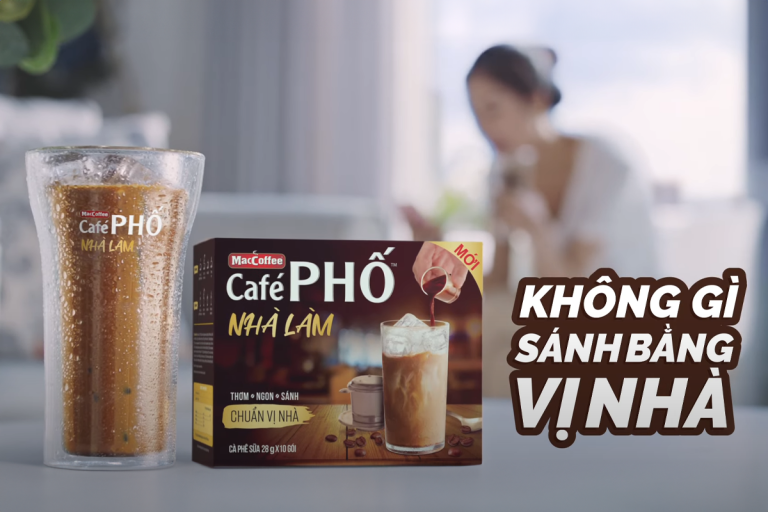 MacCoffee
Café PHỐ
NHÀ LÀM
MacCoffee
Café PHỐ™
NHÀ LÀM
MỚI
THƠM • NGON • SÁNH
CHUẨN VỊ NHÀ
CÀ PHÊ SỮA 28 g X 10 GÓI
KHÔNG GÌ
SÁNH BẰNG
VỊ NHÀ